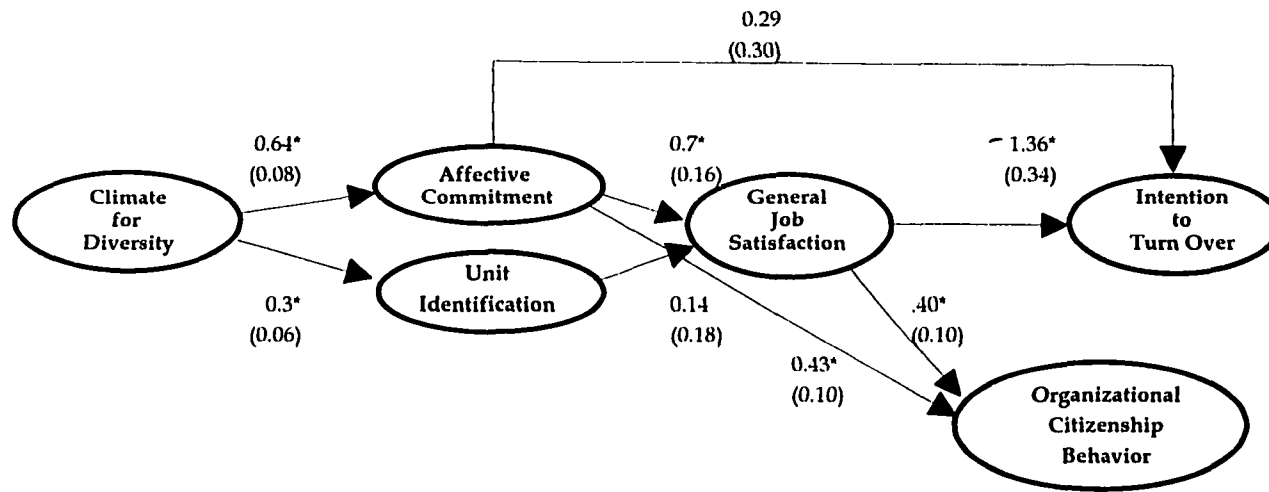 0.29
(0.30)
0.64*
(0.08)
0.7*
(0.16)
- 1.36*
(0.34)
Climate
for
Diversity
Affective
Commitment
General
Job
Satisfaction
Intention
to
Turn Over
Unit
Identification
0.3*
(0.06)
0.14
(0.18)
.40*
(0.10)
0.43*
(0.10)
Organizational
Citizenship
Behavior